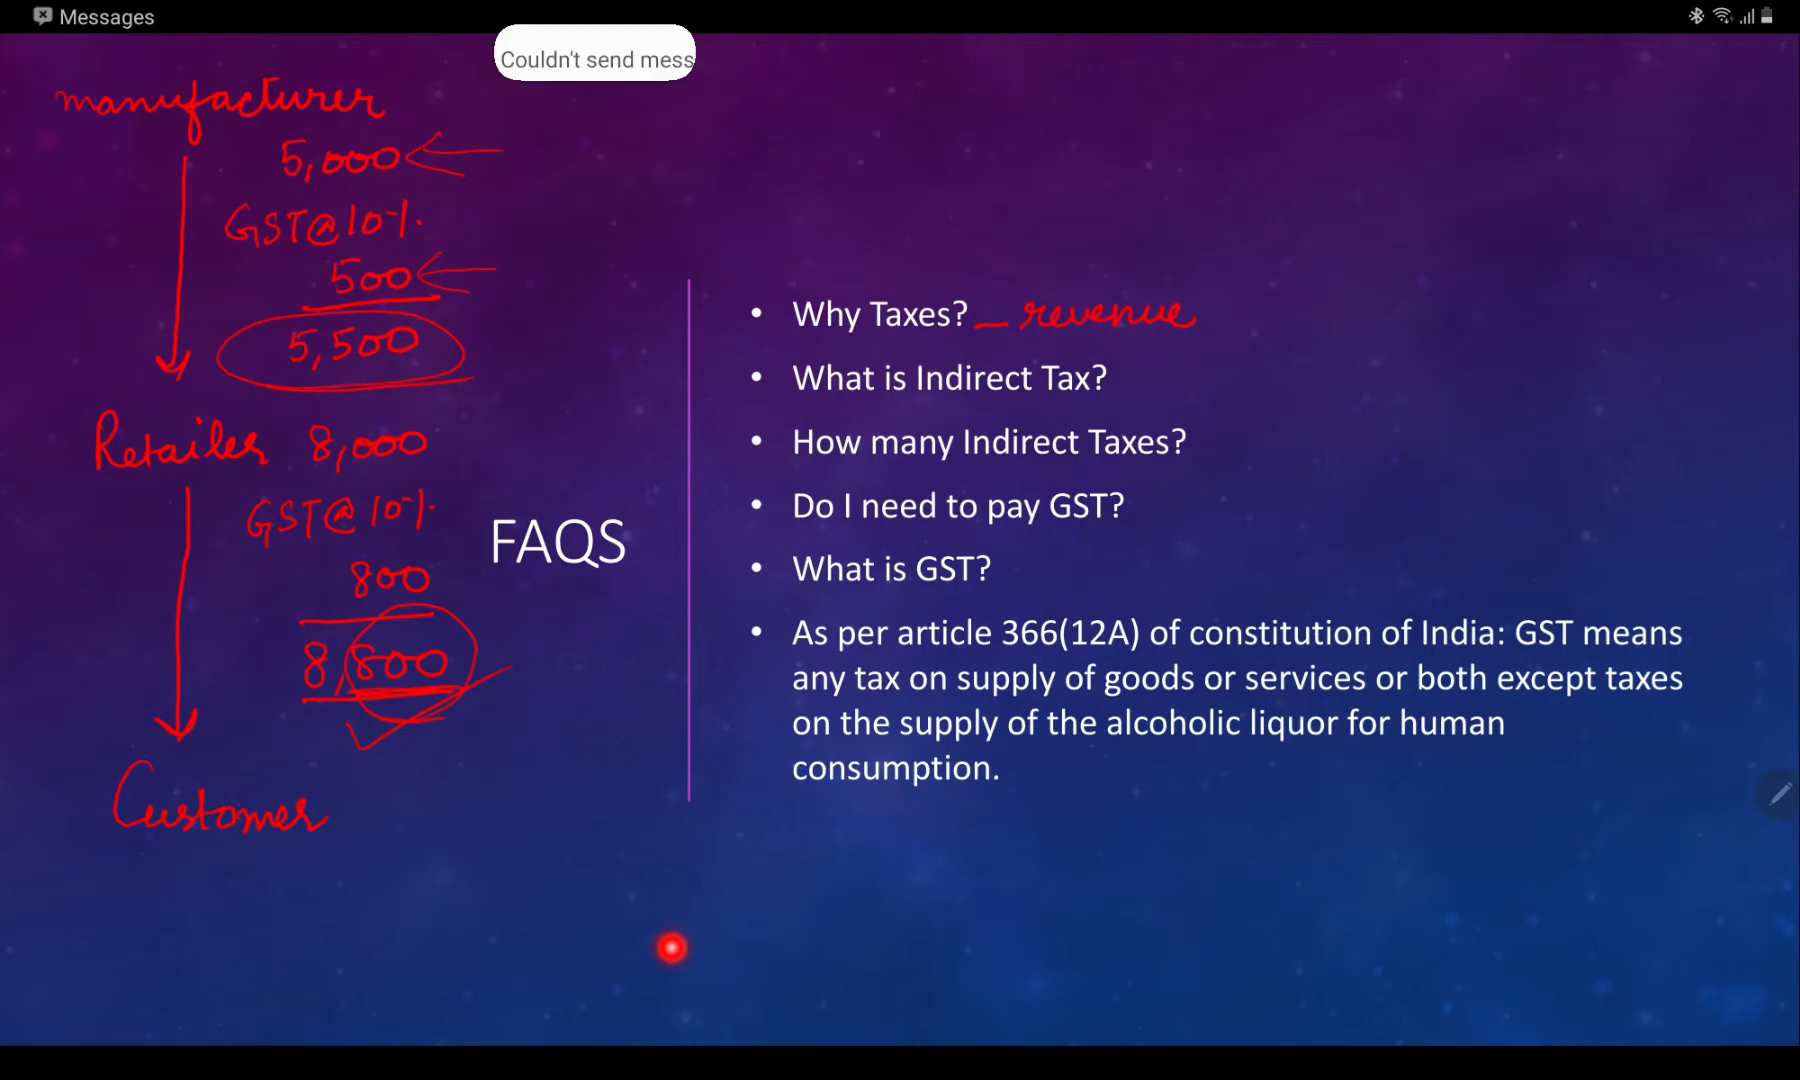 Messages
Couldn't send mess
manufacturer
5,000
GST@10%
500
5,500
Retailer 8,000
GST@10%
800
8,800
Customer
FAQS
• Why Taxes? _ revenue
• What is Indirect Tax?
• How many Indirect Taxes?
• Do I need to pay GST?
• What is GST?
• As per article 366(12A) of constitution of India: GST means
any tax on supply of goods or services or both except taxes
on the supply of the alcoholic liquor for human
consumption.